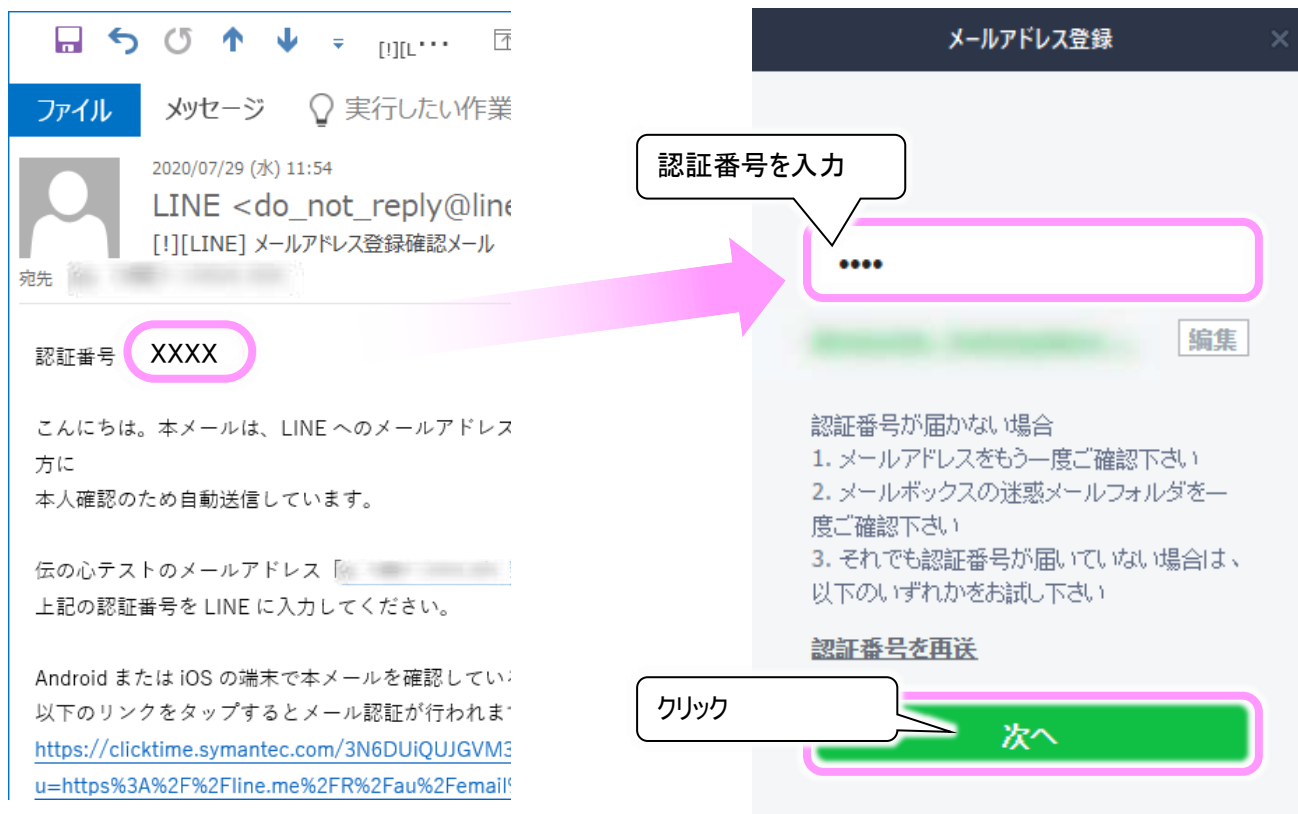 [!][L···
ファイル
メッセージ
実行したい作業
2020/07/29 (水) 11:54
LINE <do_not_reply@line
[!][LINE] メールアドレス登録確認メール
宛先
認証番号 XXXX
こんにちは。本メールは、LINE へのメールアドレス
方に
本人確認のため自動送信しています。
伝の心テストのメールアドレス「
上記の認証番号を LINE に入力してください。
Android または iOS の端末で本メールを確認している
以下のリンクをタップするとメール認証が行われま
https://clicktime.symantec.com/3N6DUiQUJGVM3
u=https%3A%2F%2Fline.me%2FR%2Fau%2Femail%
メールアドレス登録
認証番号を入力
••••
編集
認証番号が届かない場合
1. メールアドレスをもう一度ご確認下さい
2. メールボックスの迷惑メールフォルダを一
度ご確認下さい
3. それでも認証番号が届いていない場合は、
以下のいずれかをお試し下さい
認証番号を再送
クリック
次へ